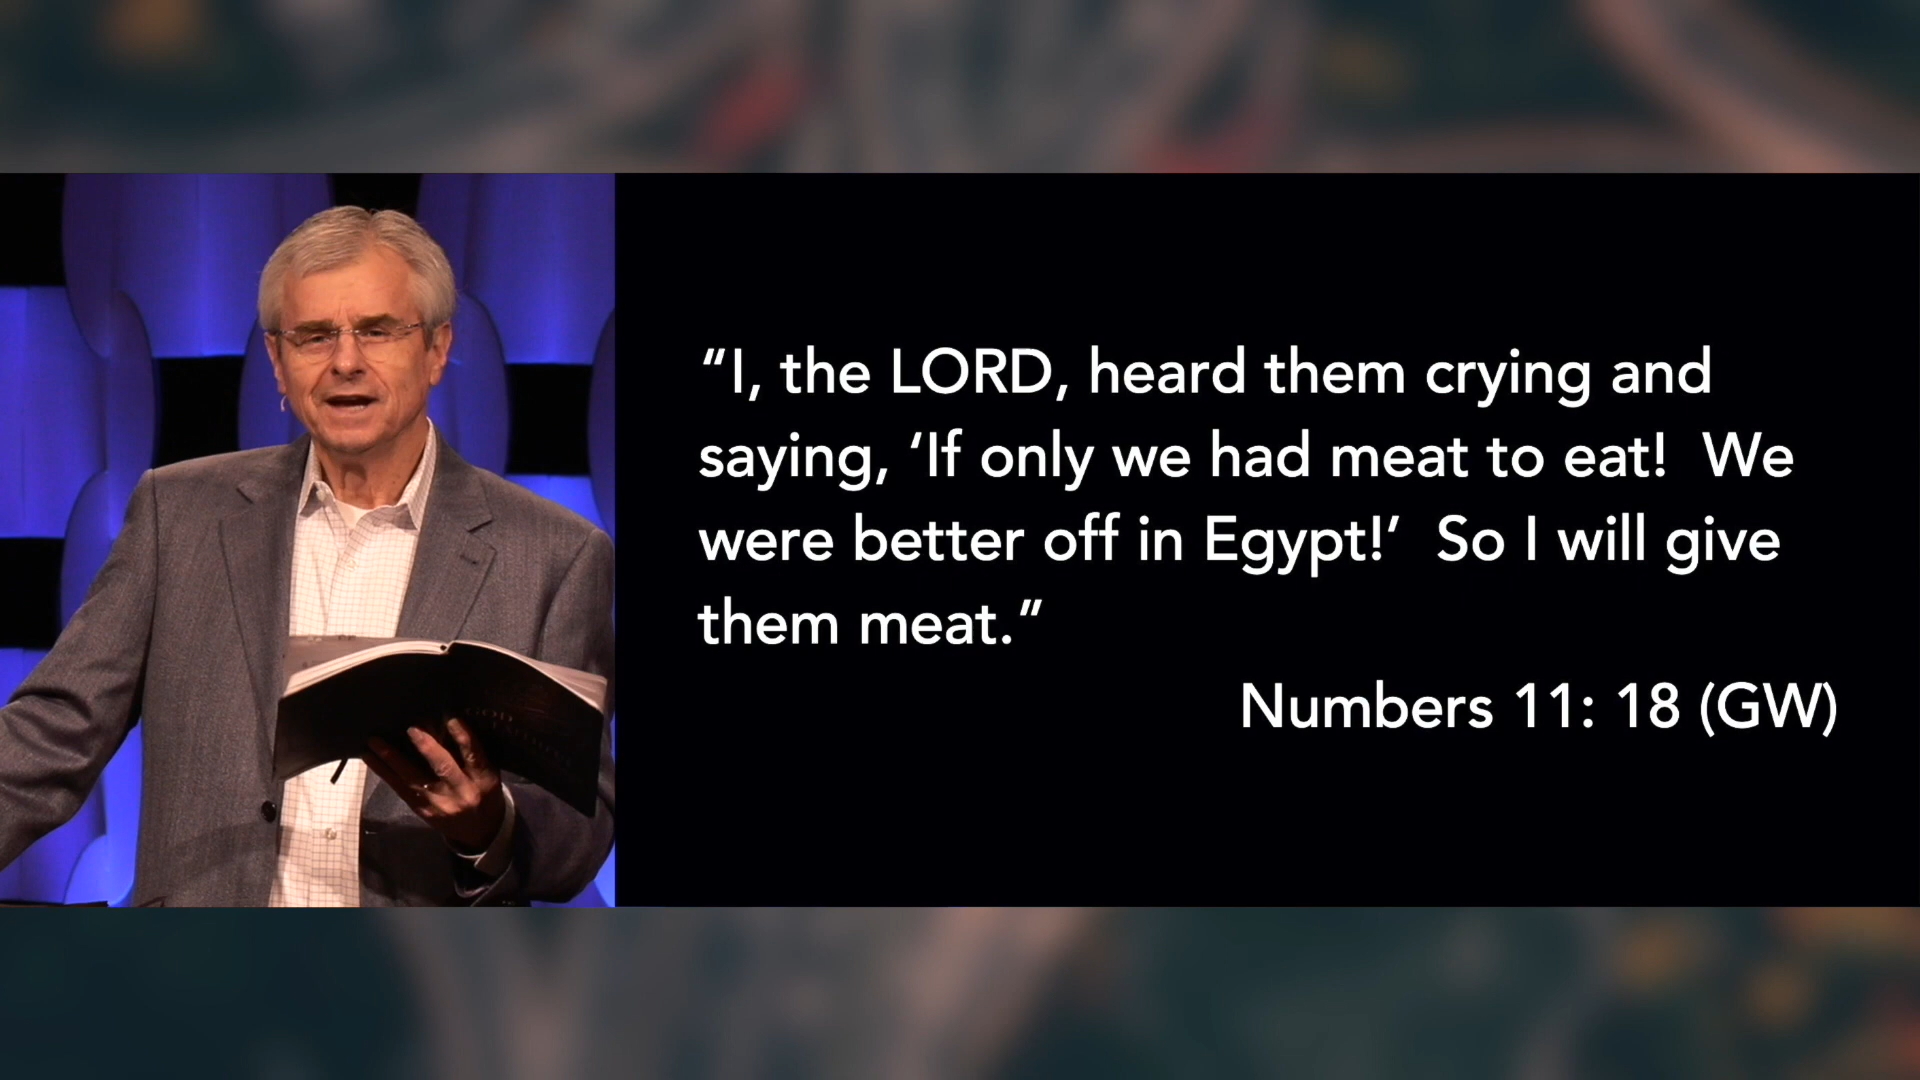 “I, the LORD, heard them crying and
saying, ‘If only we had meat to eat!  We
were better off in Egypt!’  So I will give
them meat.”
Numbers 11: 18 (GW)